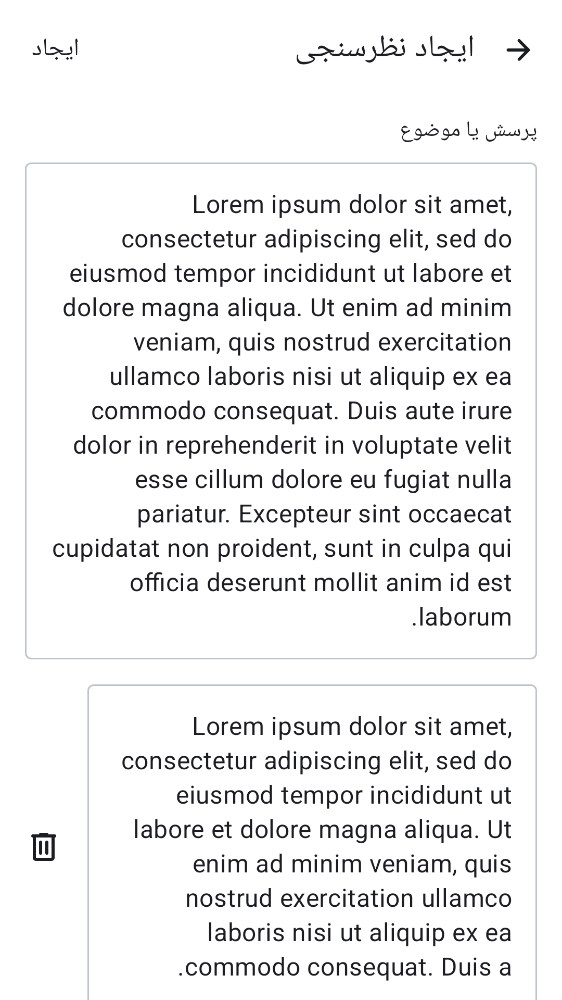 ایجاد نظرسنجی
ایجاد
پرسش یا موضوع
Lorem ipsum dolor sit amet,
consectetur adipiscing elit, sed do
eiusmod tempor incididunt ut labore et
dolore magna aliqua. Ut enim ad minim
veniam, quis nostrud exercitation
ullamco laboris nisi ut aliquip ex ea
commodo consequat. Duis aute irure
dolor in reprehenderit in voluptate velit
esse cillum dolore eu fugiat nulla
pariatur. Excepteur sint occaecat
cupidatat non proident, sunt in culpa qui
officia deserunt mollit anim id est
.laborum
Lorem ipsum dolor sit amet,
consectetur adipiscing elit, sed do
eiusmod tempor incididunt ut
labore et dolore magna aliqua. Ut
enim ad minim veniam, quis
nostrud exercitation ullamco
laboris nisi ut aliquip ex ea
.commodo consequat. Duis a